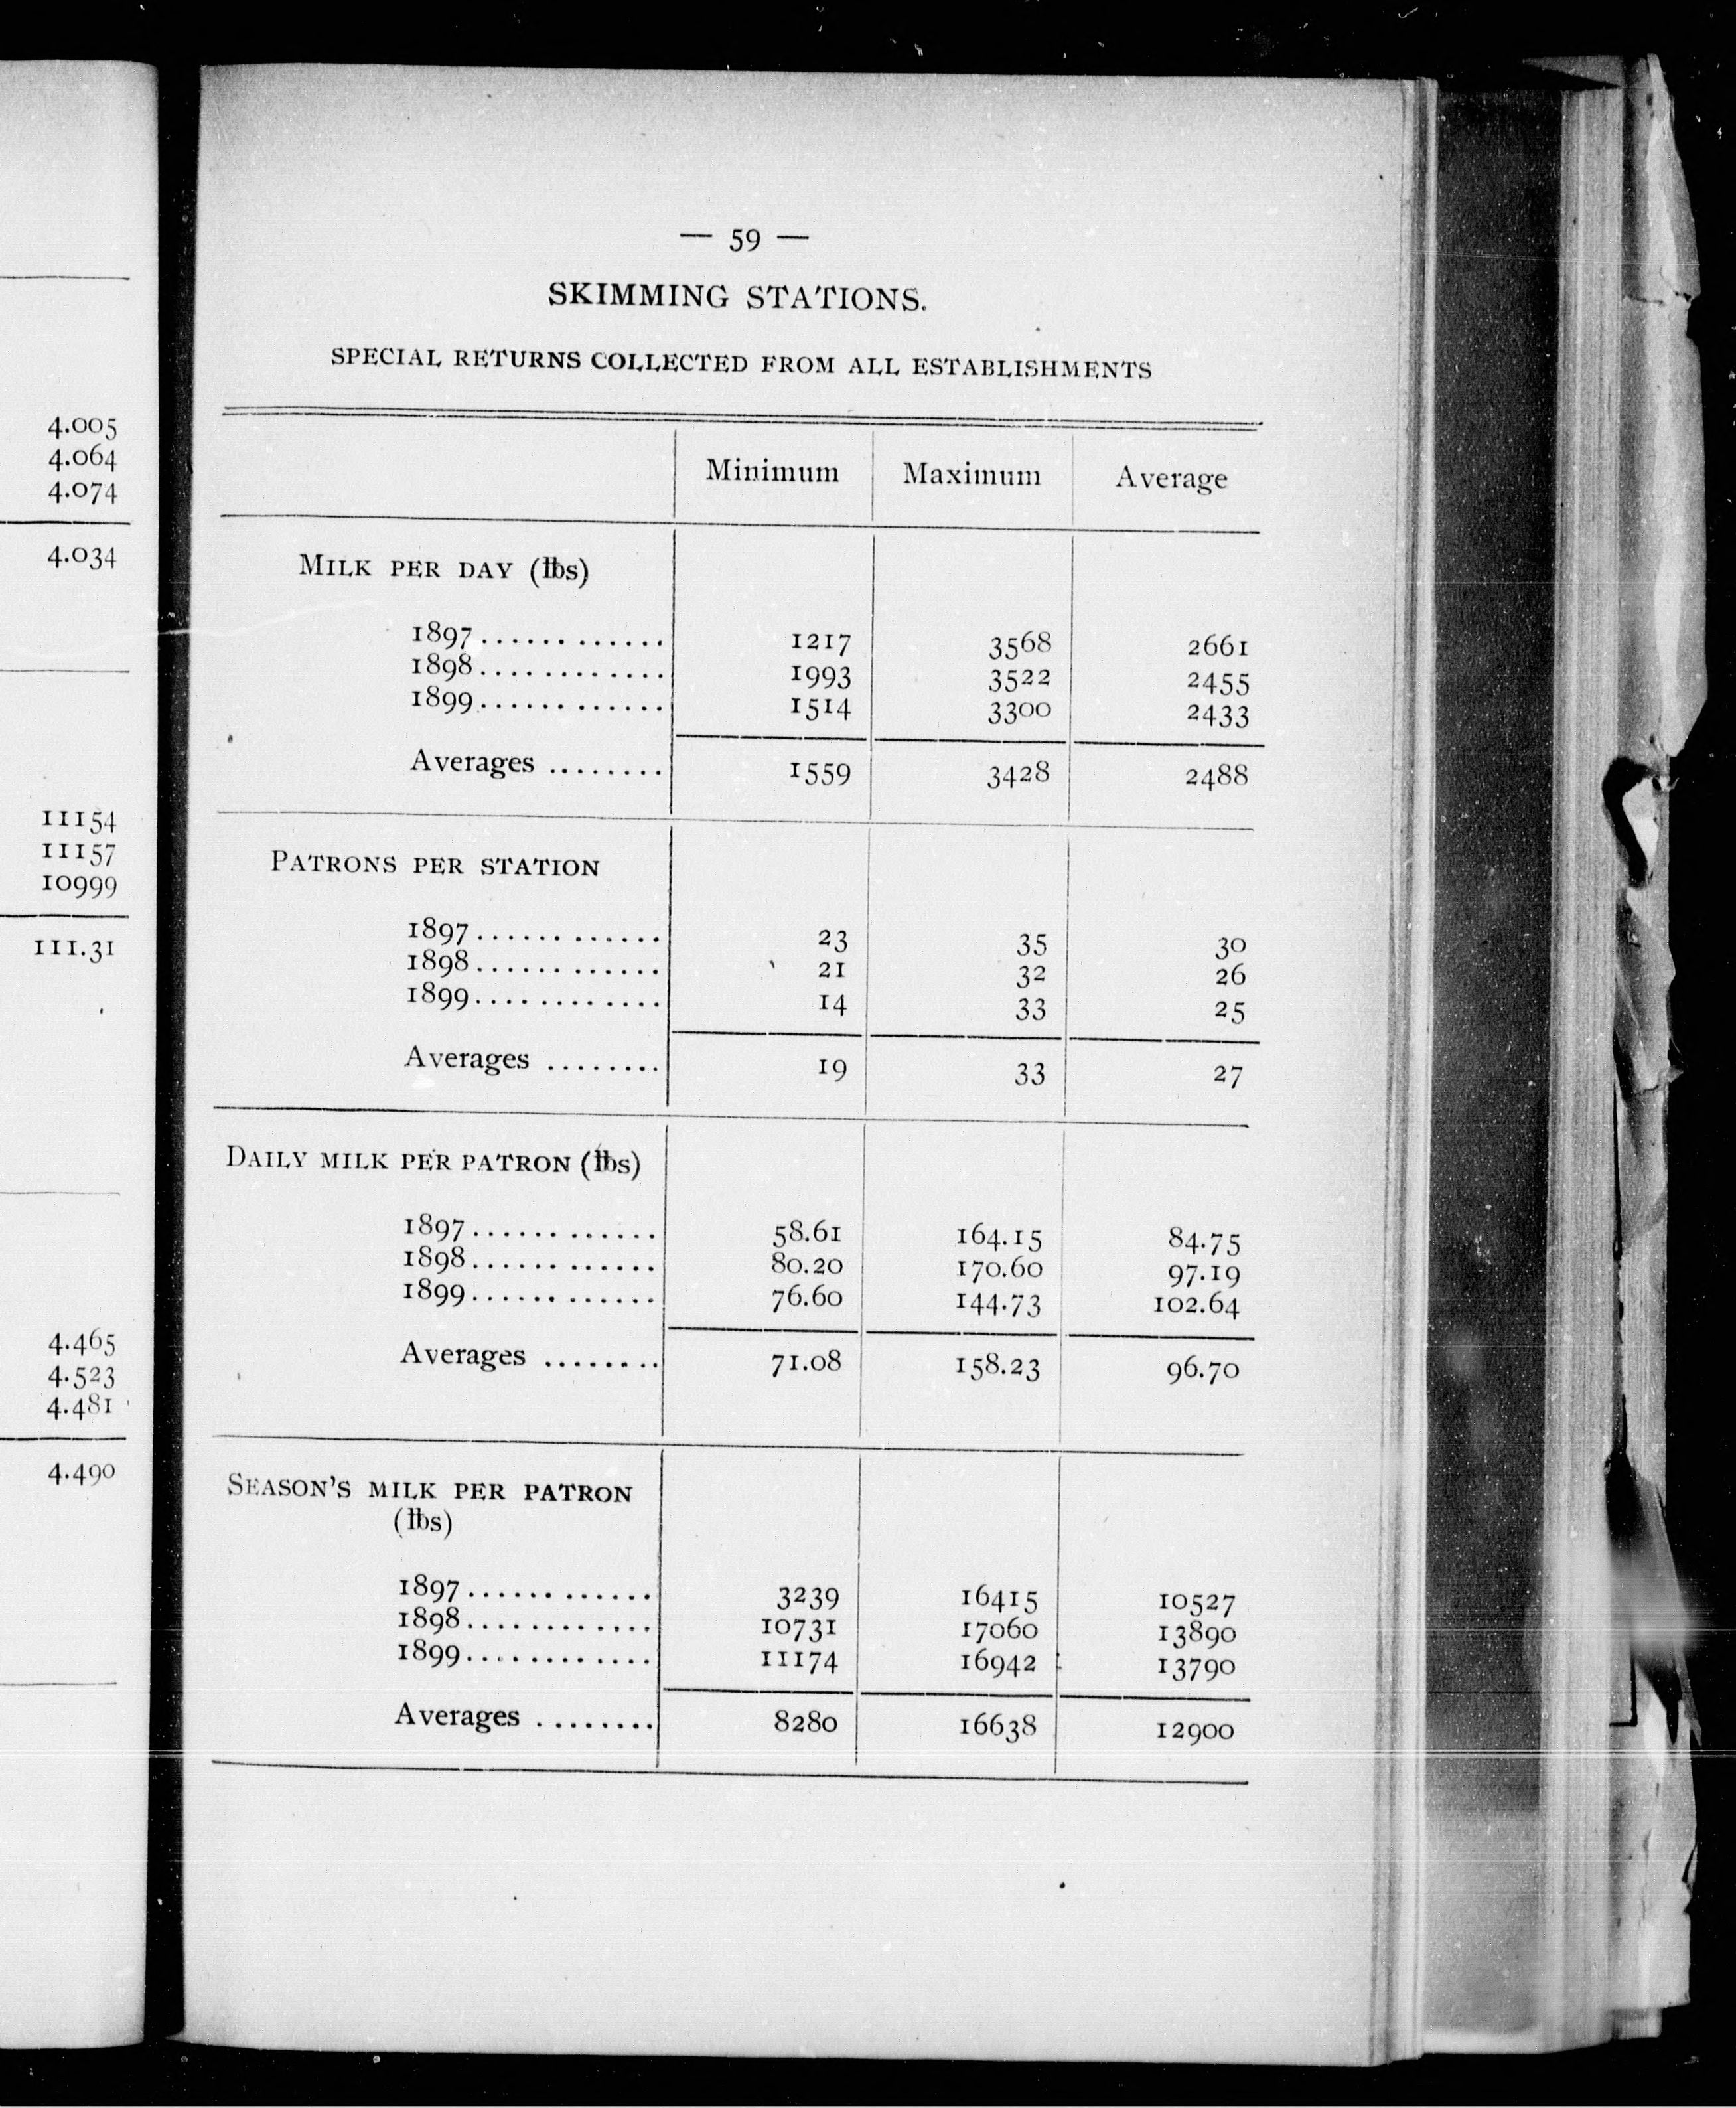 4.005
4.064
4.074
4.034
11154
11157
10999
111.31
4.465
4.523
4.481
4.490
— 59 —
SKIMMING STATIONS.
SPECIAL RETURNS COLLECTED FROM ALL ESTABLISHMENTS
Minimum Maximum Average
MILK PER DAY (lbs)
1897............ 1217 3568 2661
1898............ 1993 3522 2455
1899............ 1514 3300 2433
Averages ........ 1559 3428 2488
PATRONS PER STATION
1897............ 23 35 30
1898............ 21 32 26
1899............ 14 33 25
Averages ........ 19 33 27
DAILY MILK PER PATRON (lbs)
1897............ 58.61 164.15 84.75
1898............ 80.20 170.60 97.19
1899............ 76.60 144.73 102.64
Averages ........ 71.08 158.23 96.70
SEASON'S MILK PER PATRON
(lbs)
1897............ 3239 16415 10527
1898............ 10731 17060 13890
1899............ 11174 16942 13790
Averages ........ 8280 16638 12900